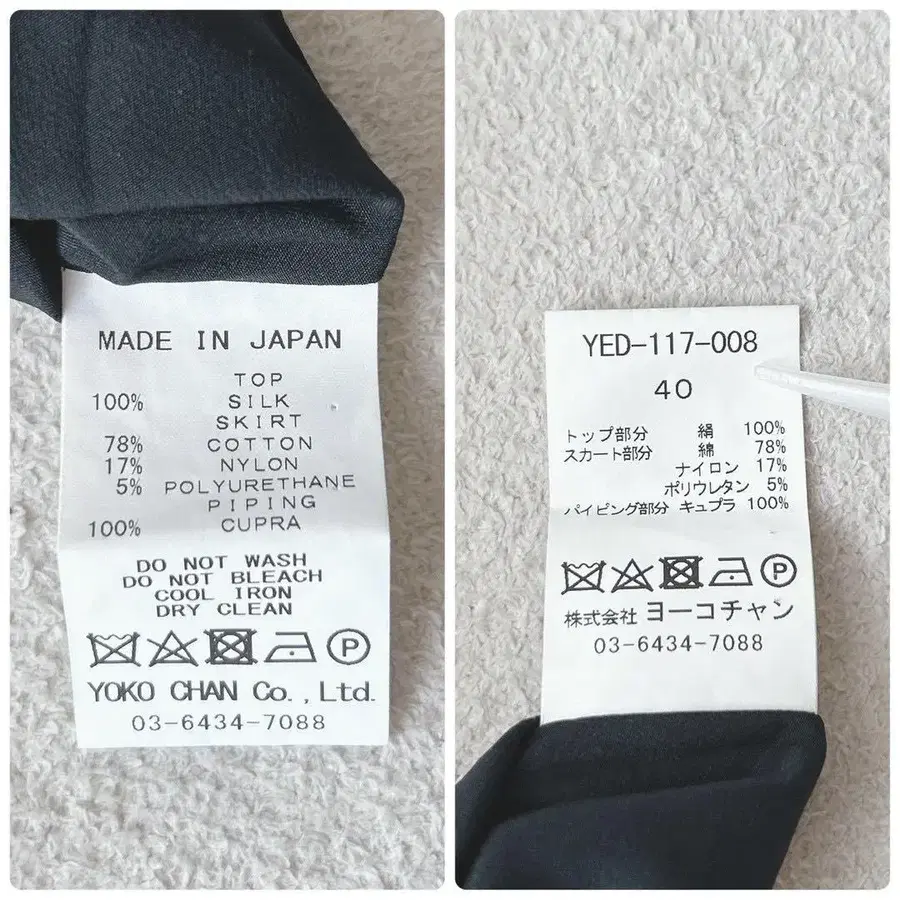 MADE IN JAPAN
TOP
100% SILK
SKIRT
78% COTTON
17% NYLON
5% POLYURETHANE
PIPING
100% CUPRA
DO NOT WASH
DO NOT BLEACH
COOL IRON
DRY CLEAN
P
YOKO CHAN Co., Ltd.
03-6434-7088
YED-117-008
40
トップ部分 絹 100%
スカート部分 綿 78%
ナイロン 17%
ポリウレタン 5%
パイピング部分 キュプラ 100%
P
株式会社 ヨーコチャン
03-6434-7088